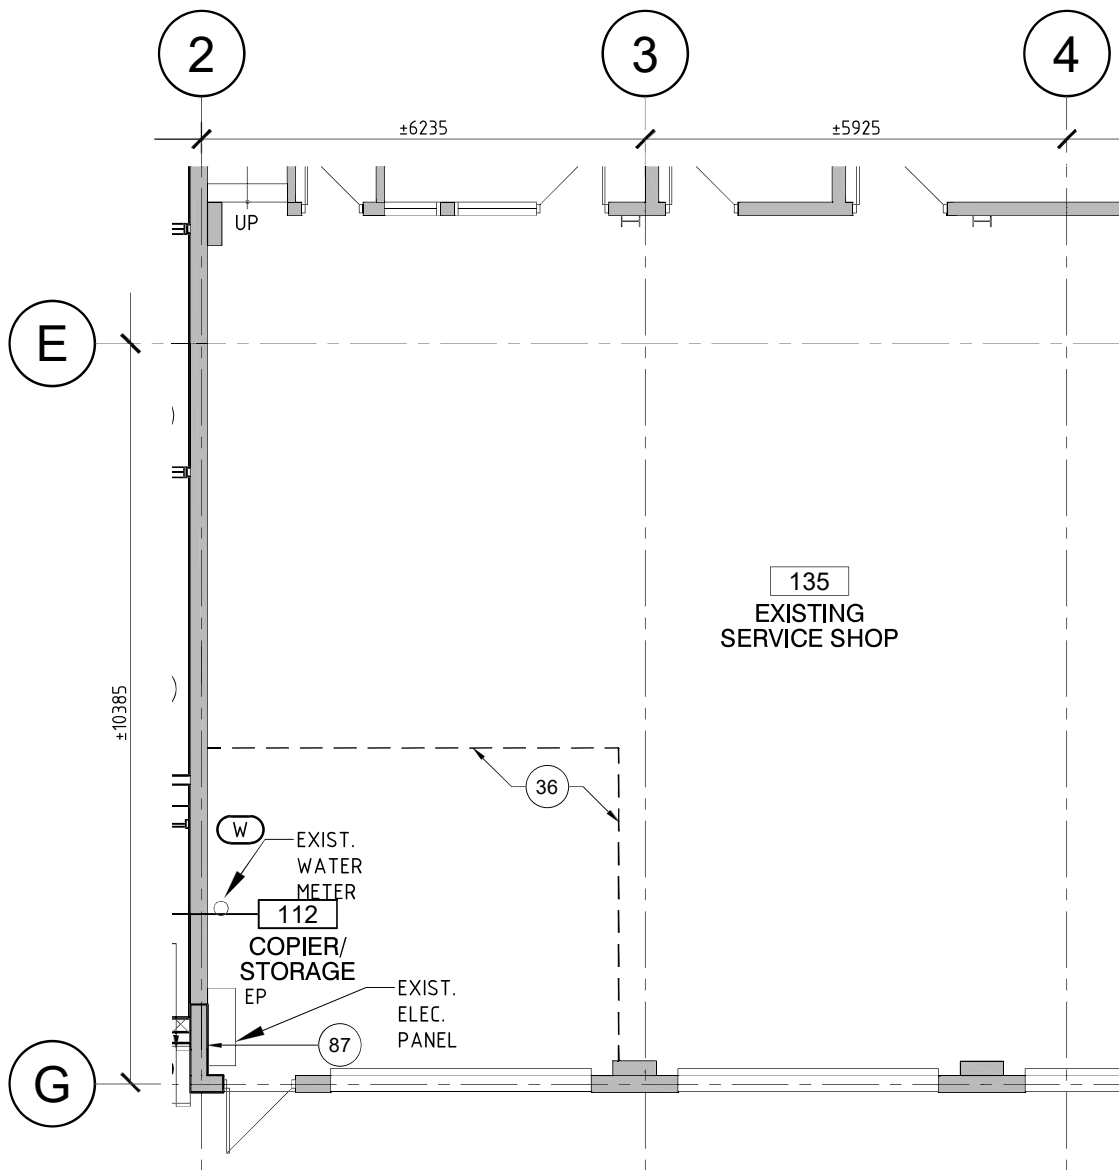 2
3
4
±6235
±5925
UP
E
135
EXISTING
SERVICE SHOP
±10385
36
W
EXIST.
WATER
METER
112
COPIER/
STORAGE
EP
EXIST.
ELEC.
PANEL
87
G